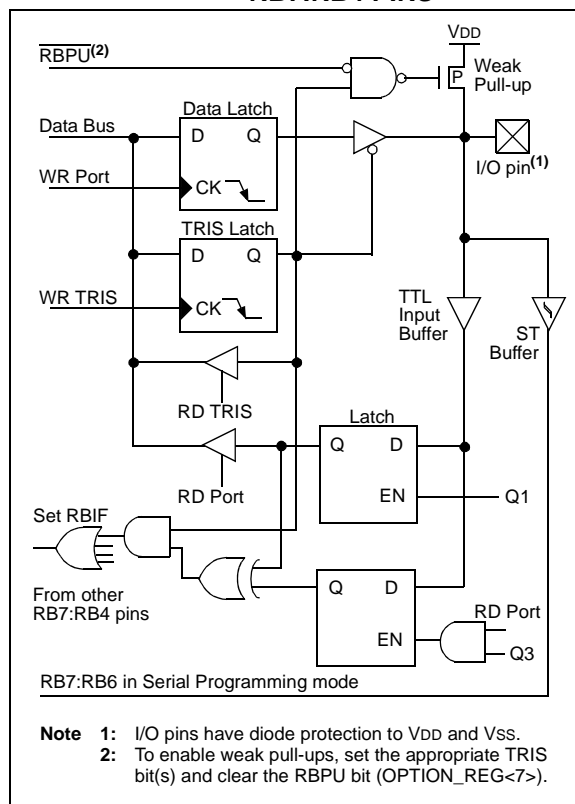 RBPU(2)
VDD
Weak
Pull-up
P
Data Latch
Data Bus
D Q
I/O pin(1)
WR Port
CK
TRIS Latch
D Q
WR TRIS
CK
TTL
Input
Buffer
ST
Buffer
RD TRIS
Latch
Q D
RD Port
EN
Q1
Set RBIF
From other
RB7:RB4 pins
Q D
RD Port
EN
Q3
RB7:RB6 in Serial Programming mode
Note 1: I/O pins have diode protection to VDD and VSS.
2: To enable weak pull-ups, set the appropriate TRIS
bit(s) and clear the RBPU bit (OPTION_REG<7>).